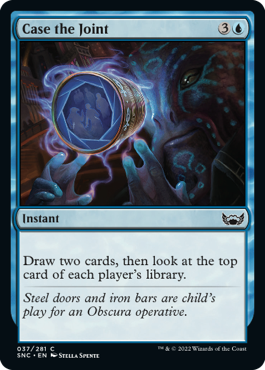 Case the Joint 3
Instant
Draw two cards, then look at the top
card of each player's library.
Steel doors and iron bars are child's
play for an Obscura operative.
037/281 C
SNC • EN Stella Spente
™ & © 2022 Wizards of the Coast